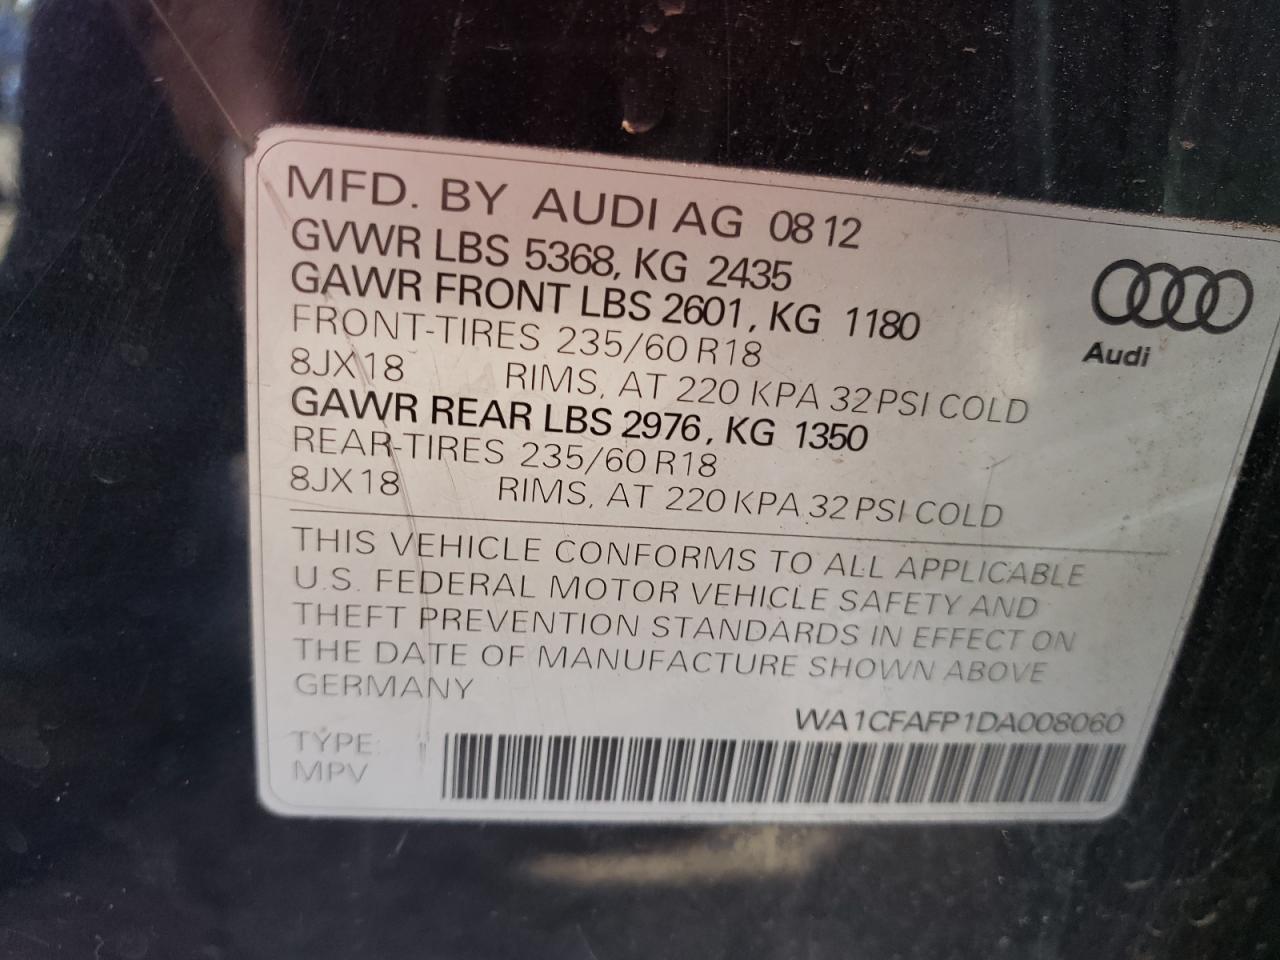 MFD. BY AUDI AG 0812
GVWR LBS 5368, KG 2435
GAWR FRONT LBS 2601, KG 1180
FRONT-TIRES 235/60 R18
8JX18 RIMS, AT 220 KPA 32 PSI COLD
GAWR REAR LBS 2976, KG 1350
REAR-TIRES 235/60 R18
8JX18 RIMS, AT 220 KPA 32 PSI COLD
Audi
THIS VEHICLE CONFORMS TO ALL APPLICABLE
U.S. FEDERAL MOTOR VEHICLE SAFETY AND
THEFT PREVENTION STANDARDS IN EFFECT ON
THE DATE OF MANUFACTURE SHOWN ABOVE
GERMANY
WA1CFAFP1DA008060
TYPE:
MPV